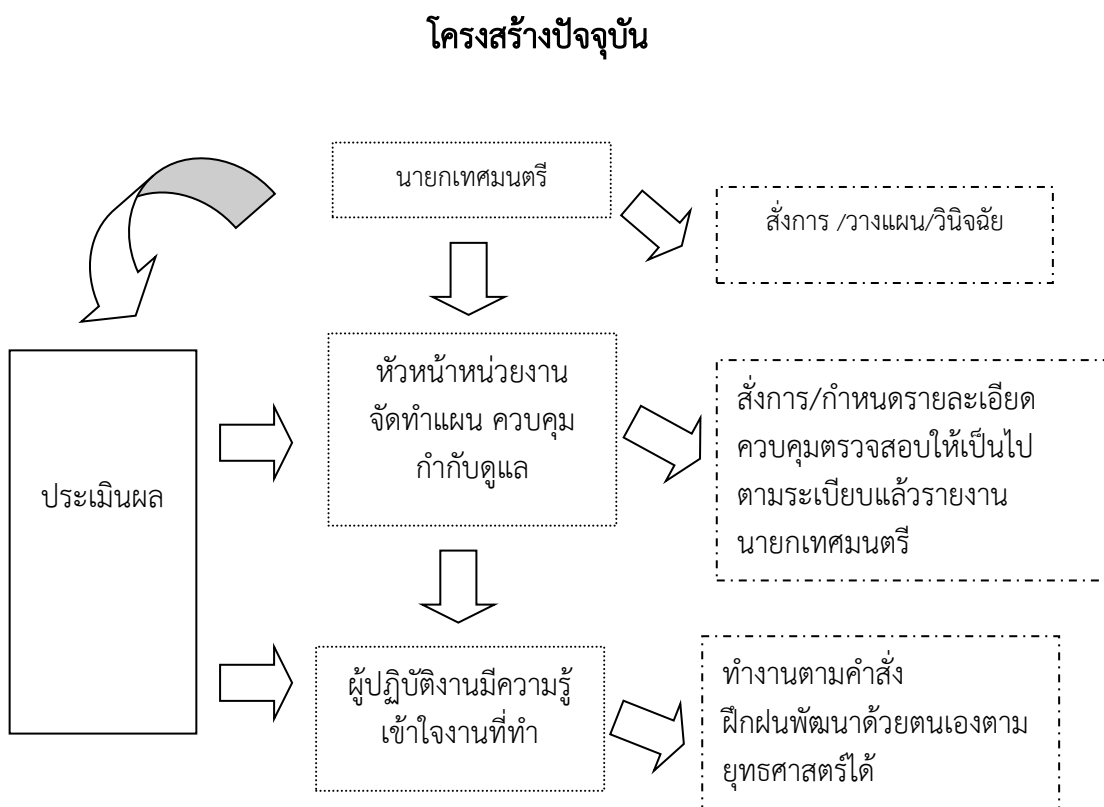 โครงสร้างปัจจุบัน
นายกเทศมนตรี
สั่งการ /วางแผน/วินิจฉัย
หัวหน้าหน่วยงาน
จัดทำแผน ควบคุม
กำกับดูแล
สั่งการ/กำหนดรายละเอียด
ควบคุมตรวจสอบให้เป็นไป
ตามระเบียบแล้วรายงาน
นายกเทศมนตรี
ประเมินผล
ผู้ปฏิบัติงานมีความรู้
เข้าใจงานที่ทำ
ทำงานตามคำสั่ง
ฝึกฝนพัฒนาด้วยตนเองตาม
ยุทธศาสตร์ได้